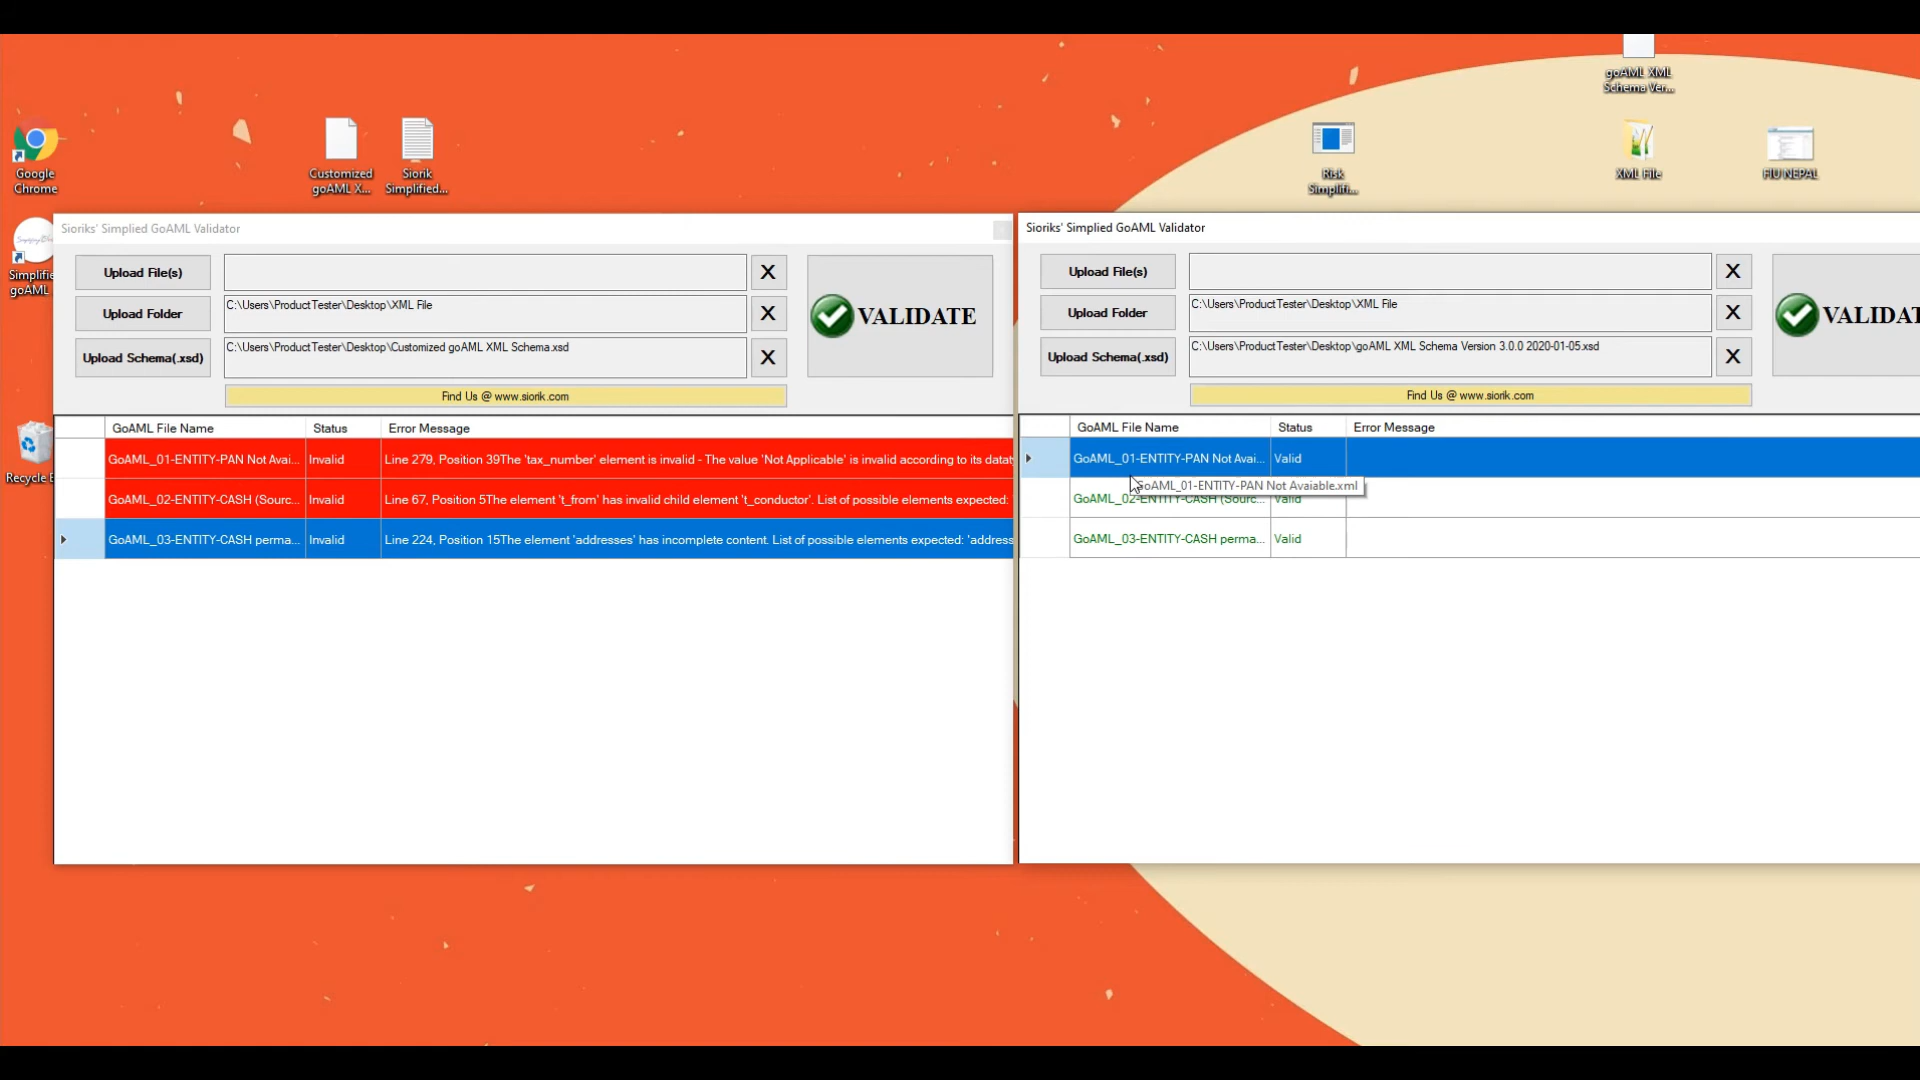 goAML XML
Schema Ver...
Google
Chrome
Customized
goAML X...
Siorik
Simplified...
Risk
Simplifi...
XML File
FIU NEPAL
Simplifie
goAML
Recycle B
Sioriks' Simplied GoAML Validator
Upload File(s)
X
Upload Folder
C:\Users\ProductTester\Desktop\XML File
X
Upload Schema(.xsd)
C:\Users\ProductTester\Desktop\Customized goAML XML Schema.xsd
X
VALIDATE
Find Us @ www.siorik.com
GoAML File Name Status Error Message
GoAML_01-ENTITY-PAN Not Avai... Invalid Line 279, Position 39The 'tax_number' element is invalid - The value 'Not Applicable' is invalid according to its dataty
GoAML_02-ENTITY-CASH (Sourc... Invalid Line 67, Position 5The element 't_from' has invalid child element 't_conductor'. List of possible elements expected: '
GoAML_03-ENTITY-CASH perma... Invalid Line 224, Position 15The element 'addresses' has incomplete content. List of possible elements expected: 'address
Sioriks' Simplied GoAML Validator
Upload File(s)
X
Upload Folder
C:\Users\ProductTester\Desktop\XML File
X
Upload Schema(.xsd)
C:\Users\ProductTester\Desktop\goAML XML Schema Version 3.0.0 2020-01-05.xsd
X
VALIDAT
Find Us @ www.siorik.com
GoAML File Name Status Error Message
GoAML_01-ENTITY-PAN Not Avai... Valid
GoAML_01-ENTITY-PAN Not Avaiable.xml
GoAML_02-ENTITY-CASH (Sourc... Valid
GoAML_03-ENTITY-CASH perma... Valid